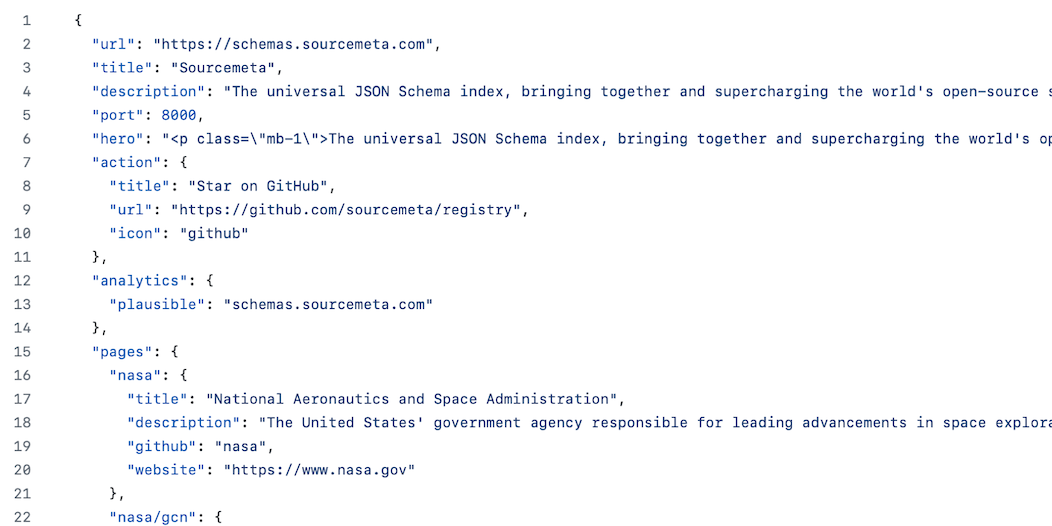 1 {
2 "url": "https://schemas.sourcemeta.com",
3 "title": "Sourcemeta",
4 "description": "The universal JSON Schema index, bringing together and supercharging the world's open-source
5 "port": 8000,
6 "hero": "<p class=\"mb-1\">The universal JSON Schema index, bringing together and supercharging the world's
7 "action": {
8 "title": "Star on GitHub",
9 "url": "https://github.com/sourcemeta/registry",
10 "icon": "github"
11 },
12 "analytics": {
13 "plausible": "schemas.sourcemeta.com"
14 },
15 "pages": {
16 "nasa": {
17 "title": "National Aeronautics and Space Administration",
18 "description": "The United States' government agency responsible for leading advancements in space
19 "github": "nasa",
20 "website": "https://www.nasa.gov"
21 },
22 "nasa/gcn": {